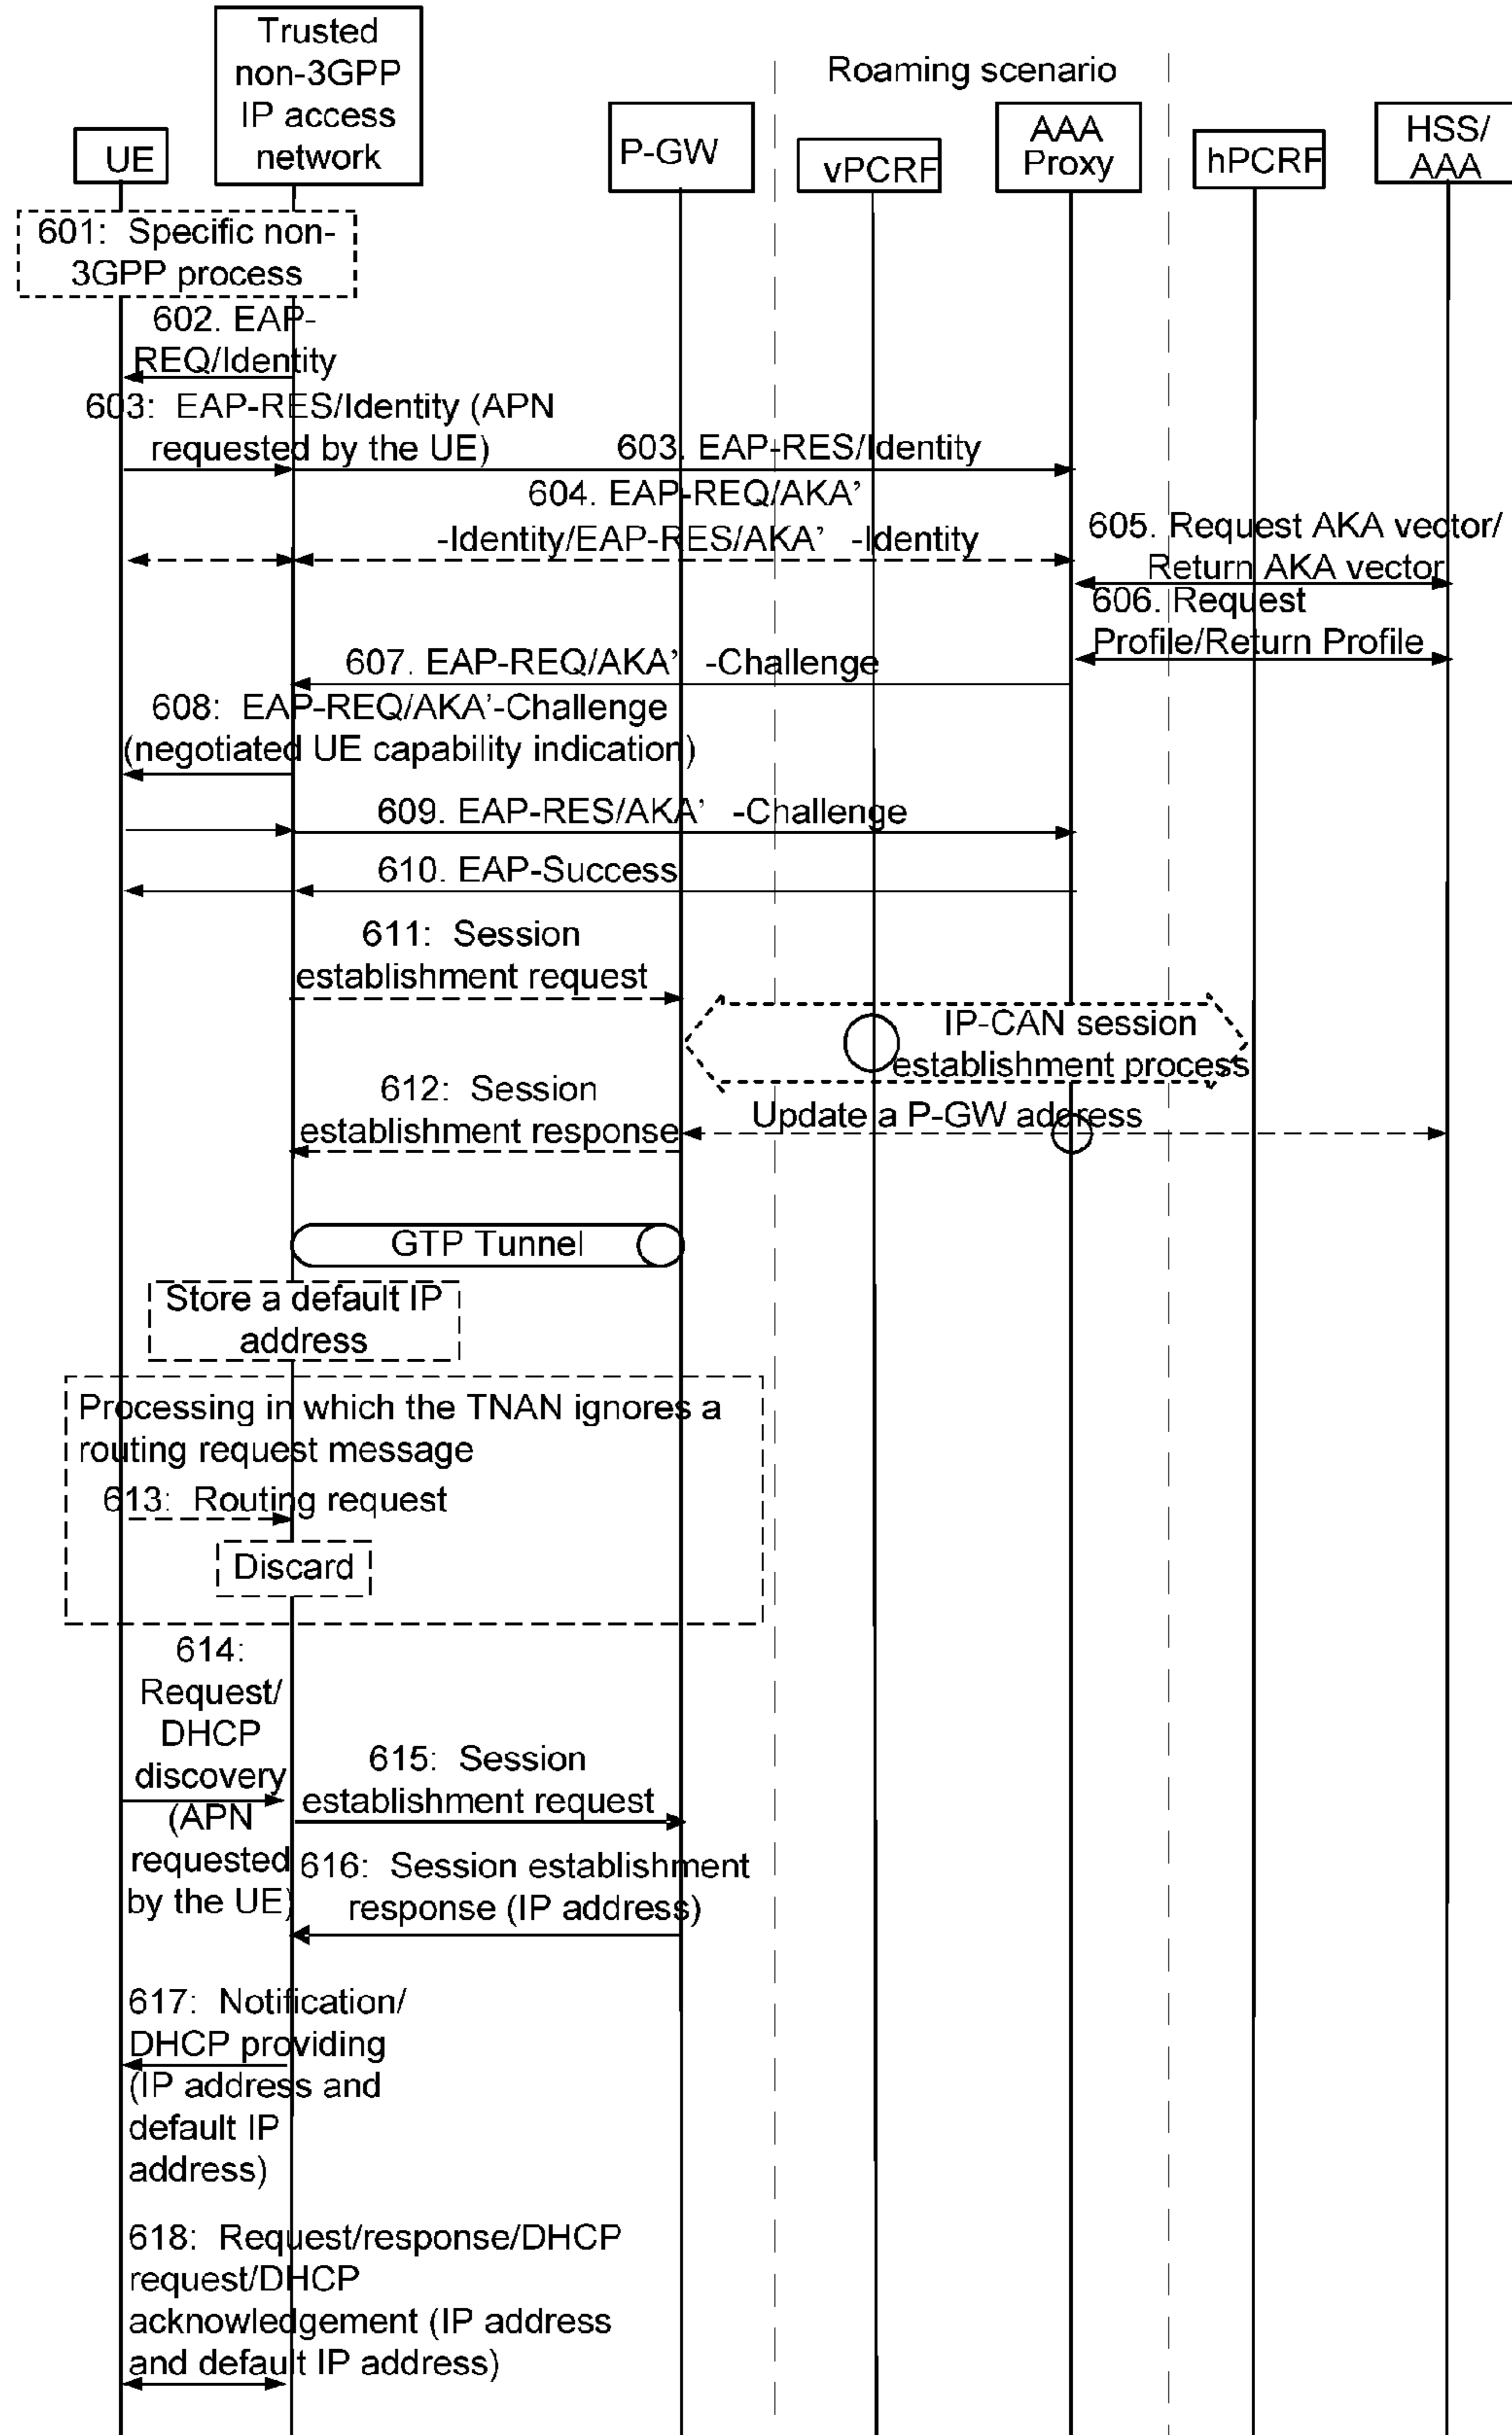 Trusted
non-3GPP
IP access
network
Roaming scenario
UE
P-GW
vPCRF
AAA
Proxy
hPCRF
HSS/
AAA
601: Specific non-
3GPP process
602. EAP-
REQ/Identity
603: EAP-RES/Identity (APN
requested by the UE)
603. EAP-RES/Identity
604. EAP-REQ/AKA'
-Identity/EAP-RES/AKA' -Identity
605. Request AKA vector/
Return AKA vector
606. Request
Profile/Return Profile
607. EAP-REQ/AKA' -Challenge
608: EAP-REQ/AKA'-Challenge
(negotiated UE capability indication)
609. EAP-RES/AKA' -Challenge
610. EAP-Success
611: Session
establishment request
IP-CAN session
establishment process
612: Session
establishment response
Update a P-GW address
GTP Tunnel
Store a default IP
address
Processing in which the TNAN ignores a
routing request message
613: Routing request
Discard
614:
Request/
DHCP
discovery
(APN
requested
by the UE)
615: Session
establishment request
616: Session establishment
response (IP address)
617: Notification/
DHCP providing
(IP address and
default IP
address)
618: Request/response/DHCP
request/DHCP
acknowledgement (IP address
and default IP address)